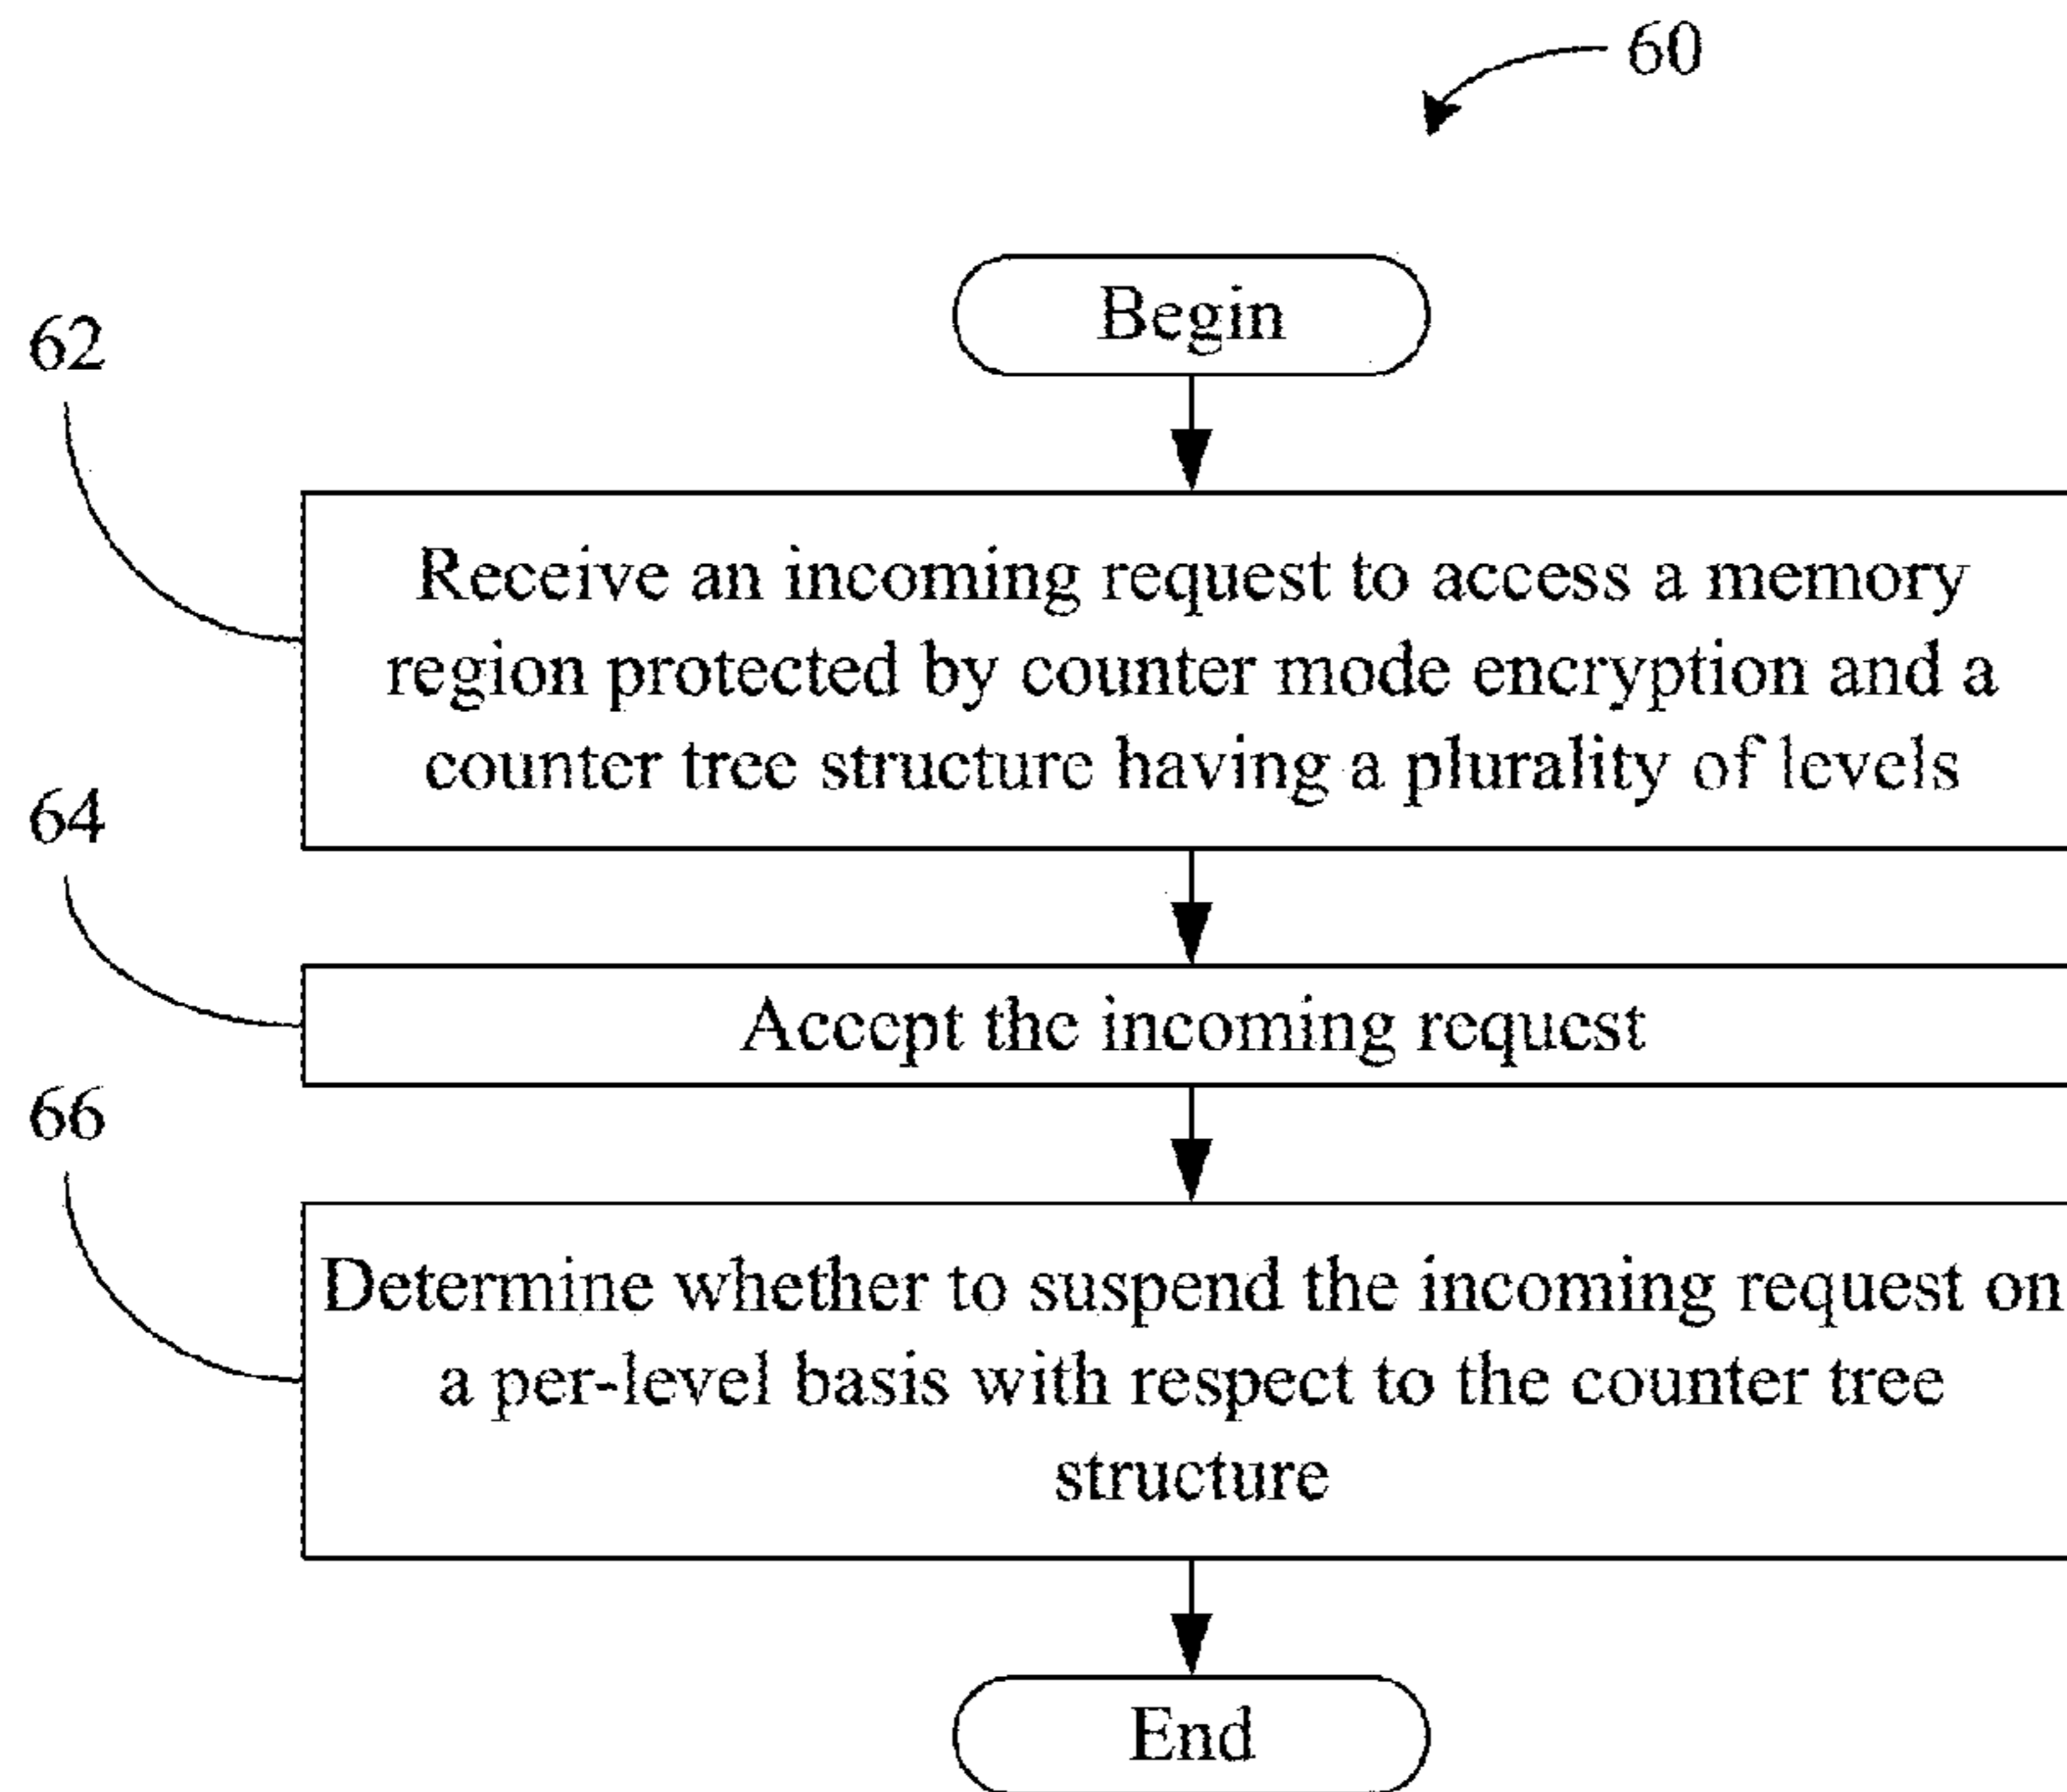 60
Begin
62
Receive an incoming request to access a memory
region protected by counter mode encryption and a
counter tree structure having a plurality of levels
64
Accept the incoming request
66
Determine whether to suspend the incoming request on
a per-level basis with respect to the counter tree
structure
End